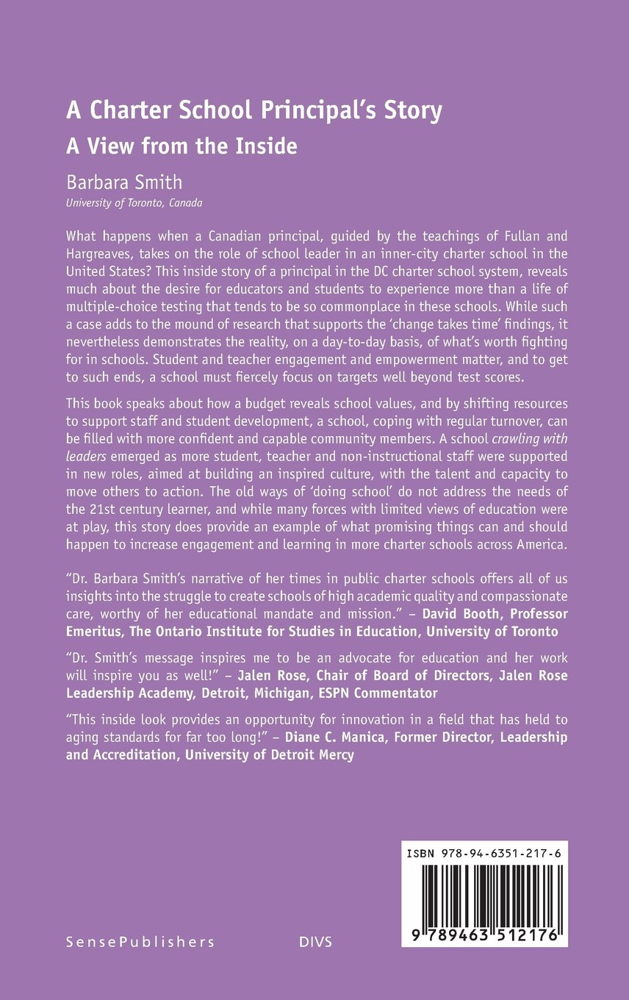 A Charter School Principal’s Story
A View from the Inside
Barbara Smith
University of Toronto, Canada
What happens when a Canadian principal, guided by the teachings of Fullan and
Hargreaves, takes on the role of school leader in an inner-city charter school in the
United States? This inside story of a principal in the DC charter school system, reveals
much about the desire for educators and students to experience more than a life of
multiple-choice testing that tends to be so commonplace in these schools. While such
a case adds to the mound of research that supports the ‘change takes time’ findings, it
nevertheless demonstrates the reality, on a day-to-day basis, of what’s worth fighting
for in schools. Student and teacher engagement and empowerment matter, and to get
to such ends, a school must fiercely focus on targets well beyond test scores.
This book speaks about how a budget reveals school values, and by shifting resources
to support staff and student development, a school, coping with regular turnover, can
be filled with more confident and capable community members. A school crawling with
leaders emerged as more student, teacher and non-instructional staff were supported
in new roles, aimed at building an inspired culture, with the talent and capacity to
move others to action. The old ways of ‘doing school’ do not address the needs of
the 21st century learner, and while many forces with limited views of education were
at play, this story does provide an example of what promising things can and should
happen to increase engagement and learning in more charter schools across America.
“Dr. Barbara Smith’s narrative of her times in public charter schools offers all of us
insights into the struggle to create schools of high academic quality and compassionate
care, worthy of her educational mandate and mission.” – David Booth, Professor
Emeritus, The Ontario Institute for Studies in Education, University of Toronto
“Dr. Smith’s message inspires me to be an advocate for education and her work
will inspire you as well!” – Jalen Rose, Chair of Board of Directors, Jalen Rose
Leadership Academy, Detroit, Michigan, ESPN Commentator
“This inside look provides an opportunity for innovation in a field that has held to
aging standards for far too long!” – Diane C. Manica, Former Director, Leadership
and Accreditation, University of Detroit Mercy
ISBN 978-94-6351-217-6
9 789463 512176
SensePublishers DIVS